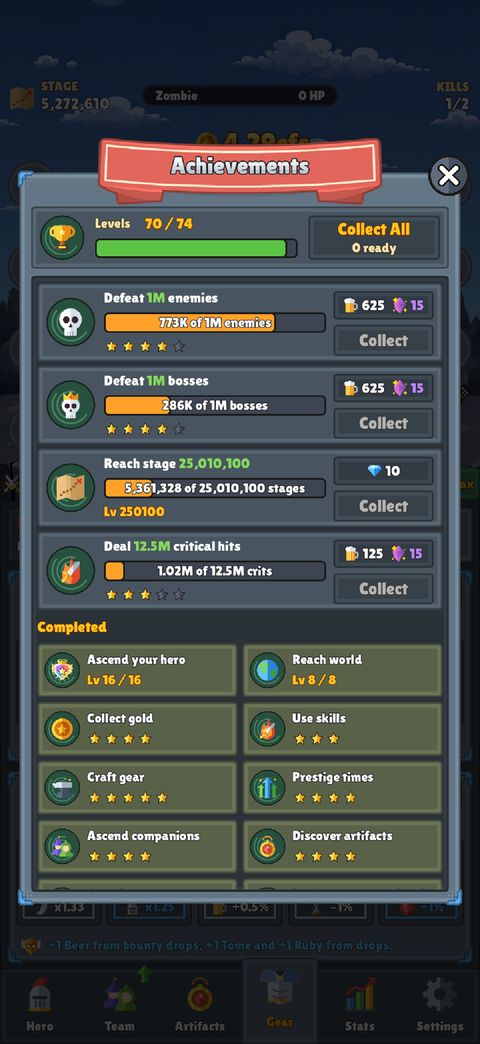 STAGE
5,272,610
Zombie 0 HP
KILLS
1/2
Achievements
Levels 70 / 74
Collect All
0 ready
Defeat 1M enemies
773K of 1M enemies
625 15
Collect
Defeat 1M bosses
286K of 1M bosses
625 15
Collect
Reach stage 25,010,100
5,361,328 of 25,010,100 stages
Lv 250100
10
Collect
Deal 12.5M critical hits
1.02M of 12.5M crits
125 15
Collect
Completed
Ascend your hero
Lv 16 / 16
Reach world
Lv 8 / 8
Collect gold
Use skills
Craft gear
Prestige times
Ascend companions
Discover artifacts
x1.33 x1.25 +0.5% -1% +1%
+1 Beer from bounty drops, +1 Tome and +1 Ruby from drops.
Hero Team Artifacts Gear Stats Settings